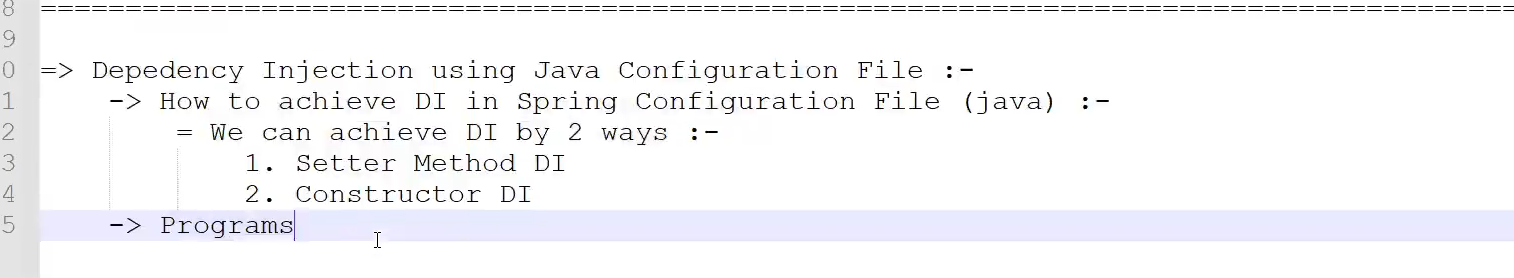 8 ================================================================================
9
0 => Depedency Injection using Java Configuration File :-
1 -> How to achieve DI in Spring Configuration File (java) :-
2 = We can achieve DI by 2 ways :-
3 1. Setter Method DI
4 2. Constructor DI
5 -> Programs